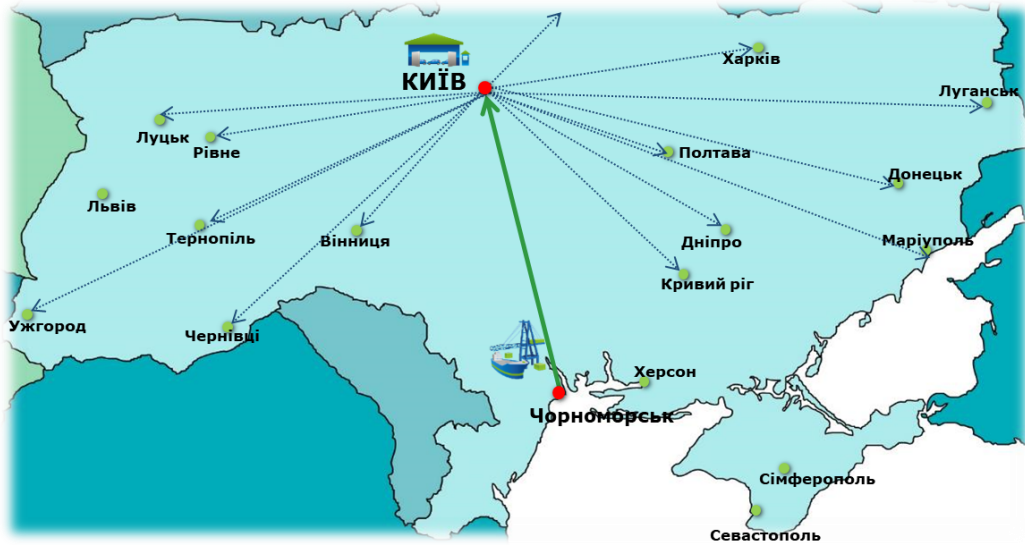 Харків
КИЇВ
Луганськ
Луцьк
Рівне
Полтава
Донецьк
Львів
Тернопіль
Вінниця
Дніпро
Маріуполь
Кривий ріг
Ужгород
Чернівці
Херсон
Чорноморськ
Сімферополь
Севастополь